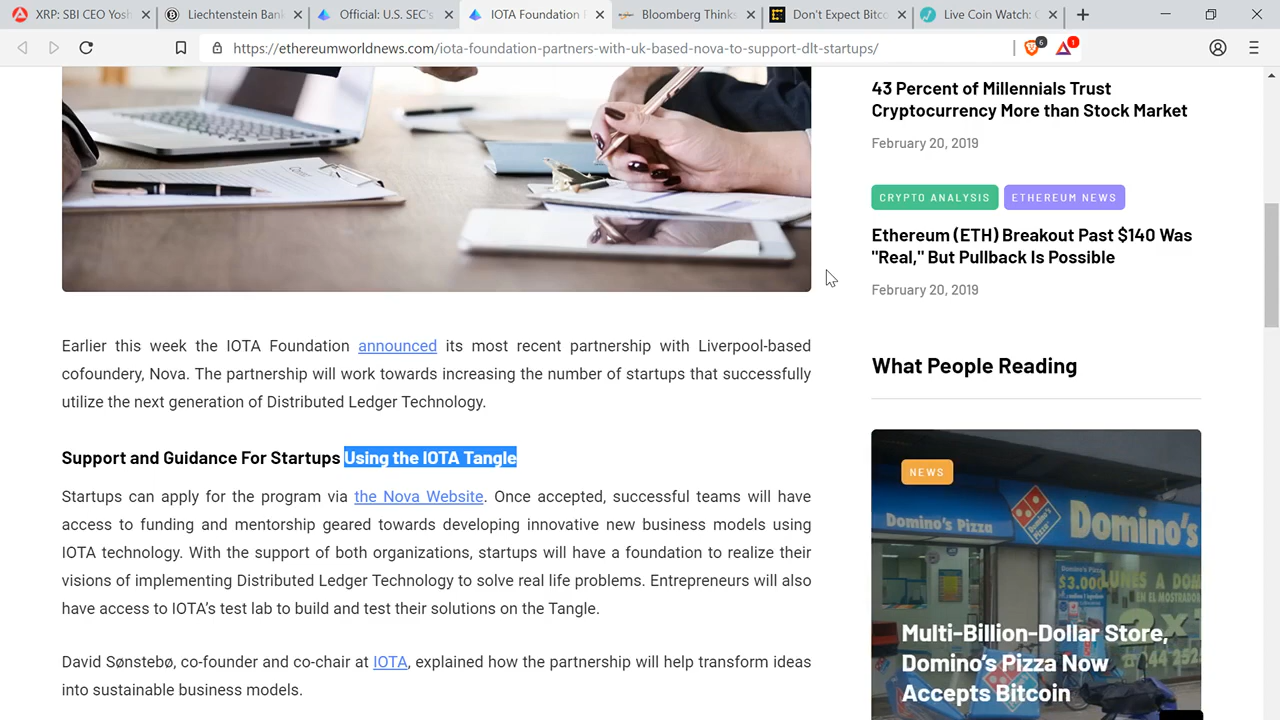 XRP: SBI CEO Yosh
Liechtenstein Bank
Official: U.S. SEC's
IOTA Foundation
Bloomberg Thinks
Don't Expect Bitco
Live Coin Watch:
https://ethereumworldnews.com/iota-foundation-partners-with-uk-based-nova-to-support-dlt-startups/
6
1
43 Percent of Millennials Trust
Cryptocurrency More than Stock Market
February 20, 2019
CRYPTO ANALYSIS
ETHEREUM NEWS
Ethereum (ETH) Breakout Past $140 Was
"Real," But Pullback Is Possible
February 20, 2019
Earlier this week the IOTA Foundation announced its most recent partnership with Liverpool-based
cofoundery, Nova. The partnership will work towards increasing the number of startups that successfully
utilize the next generation of Distributed Ledger Technology.
Support and Guidance For Startups Using the IOTA Tangle
Startups can apply for the program via the Nova Website. Once accepted, successful teams will have
access to funding and mentorship geared towards developing innovative new business models using
IOTA technology. With the support of both organizations, startups will have a foundation to realize their
visions of implementing Distributed Ledger Technology to solve real life problems. Entrepreneurs will also
have access to IOTA's test lab to build and test their solutions on the Tangle.
David Sønstebø, co-founder and co-chair at IOTA, explained how the partnership will help transform ideas
into sustainable business models.
What People Reading
NEWS
Domino's Pizza
Domino's
$3.000
LUNES A DOM
EN EL MOSTRADOR
Multi-Billion-Dollar Store,
Domino's Pizza Now
Accepts Bitcoin